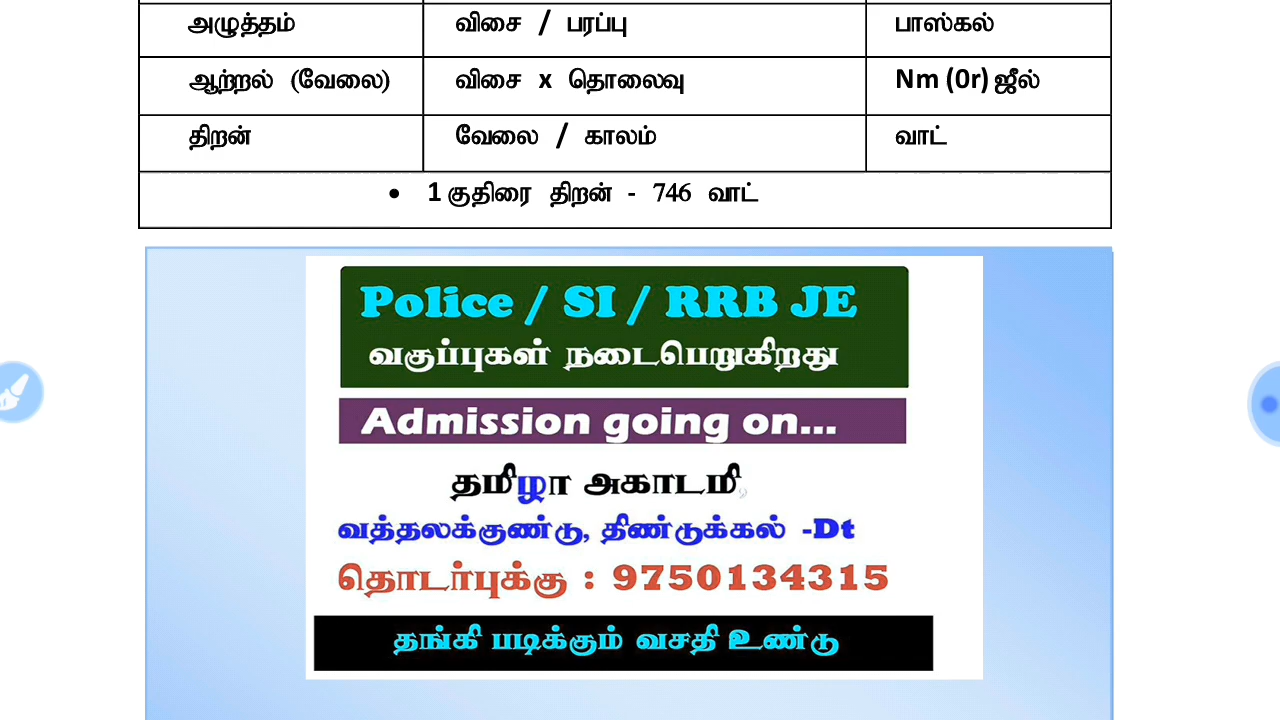 அழுத்தம் விசை / பரப்பு பாஸ்கல்
ஆற்றல் (வேலை) விசை x தொலைவு Nm (0r) ஜீல்
திறன் வேலை / காலம் வாட்
• 1 குதிரை திறன் - 746 வாட்
Police / SI / RRB JE
வகுப்புகள் நடைபெறுகிறது
Admission going on...
தமிழா அகாடமி
வத்தலக்குண்டு, திண்டுக்கல் -Dt
தொடர்புக்கு : 9750134315
தங்கி படிக்கும் வசதி உண்டு